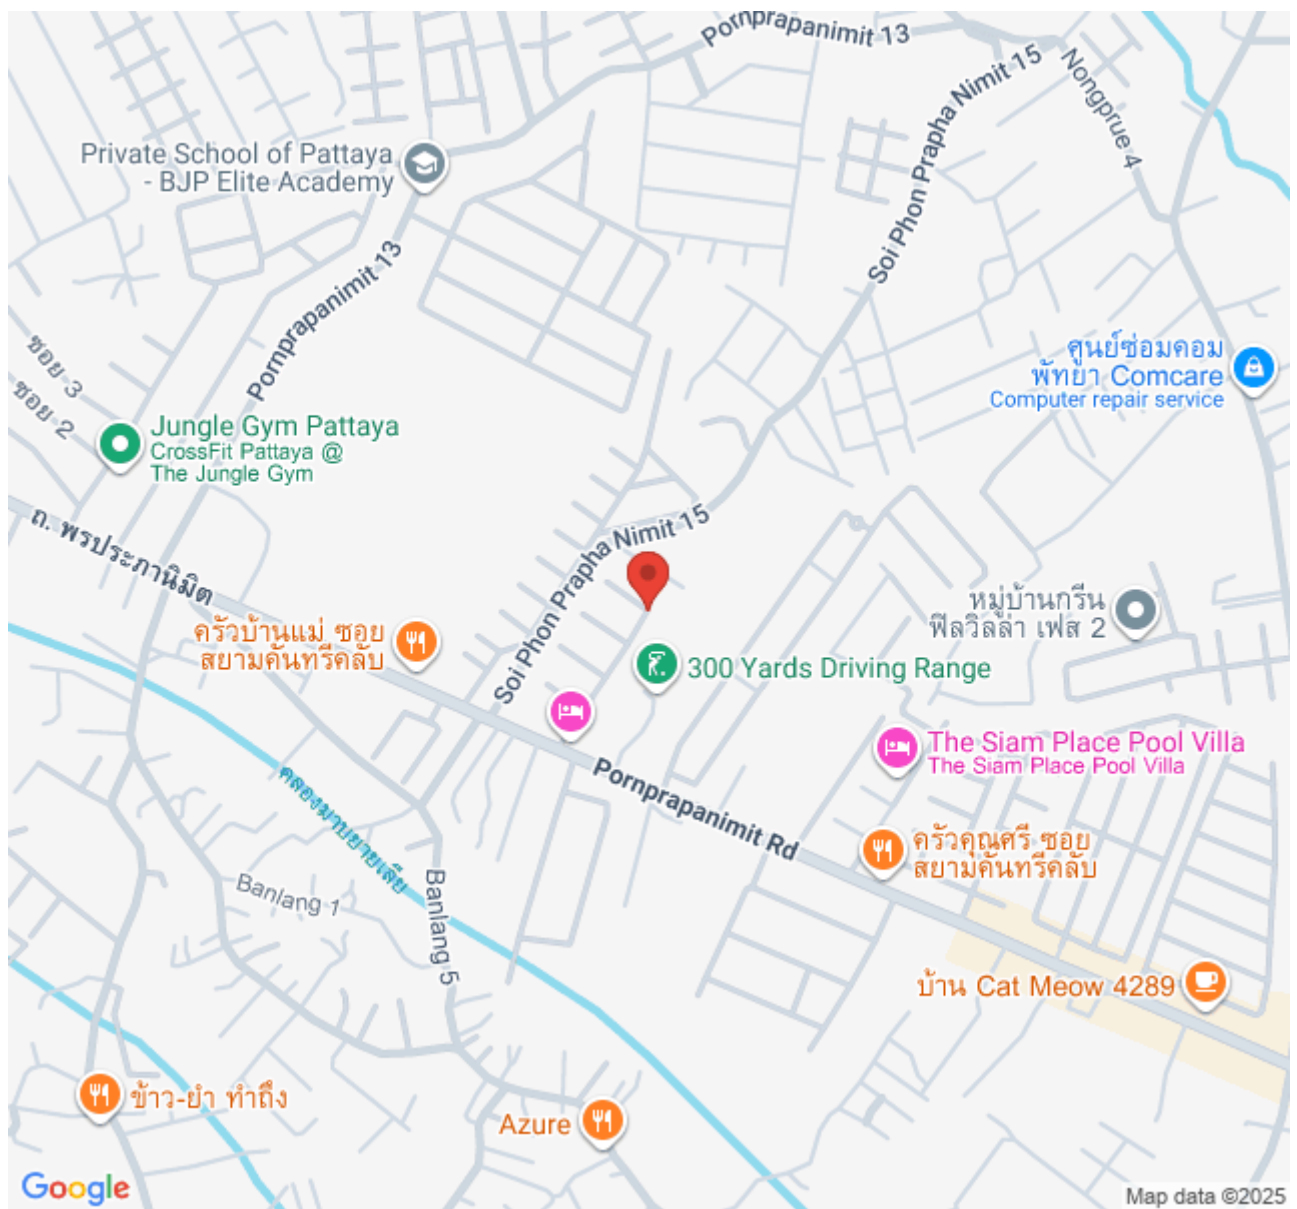 Pornprapanimit 13
Soi Phon Prapha Nimit 15
Nongprue 4
Private School of Pattaya
- BJP Elite Academy
Pornprapanimit 13
ศูนย์ซ่อมคอม
พัทยา Comcare
Computer repair service
ซอย 3
ซอย 2
Jungle Gym Pattaya
CrossFit Pattaya @
The Jungle Gym
ถ. พรประภานิมิต
Soi Phon Prapha Nimit 15
หมู่บ้านกรีน
ฟิลวิลล่า เฟส 2
ครัวบ้านแม่ ซอย
สยามคันทรีคลับ
300 Yards Driving Range
The Siam Place Pool Villa
The Siam Place Pool Villa
Pornprapanimit Rd
คลองมาบยายเลีย
ครัวคุณศรี ซอย
สยามคันทรีคลับ
Banlang 1
Banlang 5
บ้าน Cat Meow 4289
ข้าว-ยำ ทำถึง
Azure
Google
Map data ©2025